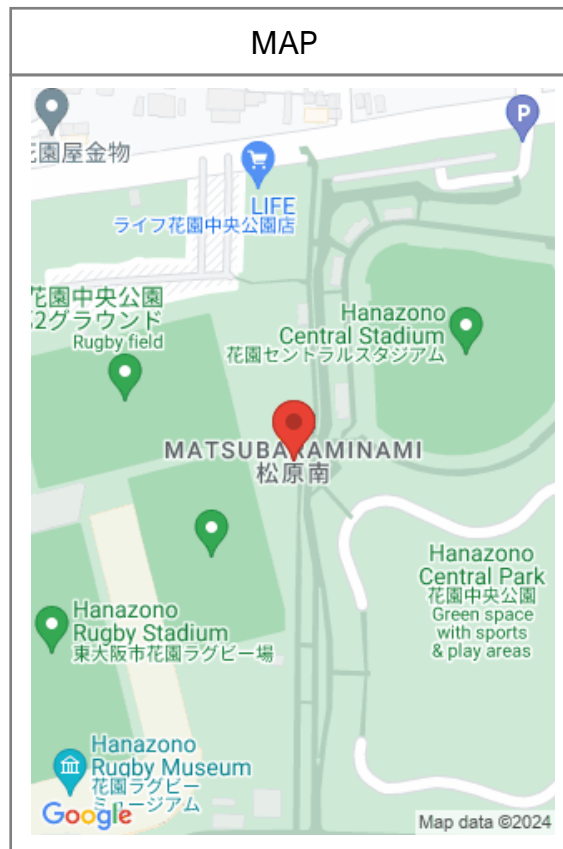 MAP
花園屋金物
P
LIFE
ライフ花園中央公園店
花園中央公園
S2グラウンド
Rugby field
Hanazono
Central Stadium
花園セントラルスタジアム
MATSUBARAMINAMI
松原南
Hanazono
Central Park
花園中央公園
Green space
with sports
& play areas
Hanazono
Rugby Stadium
東大阪市花園ラグビー場
Hanazono
Rugby Museum
花園ラグビー
ミュージアム
Google
Map data ©2024